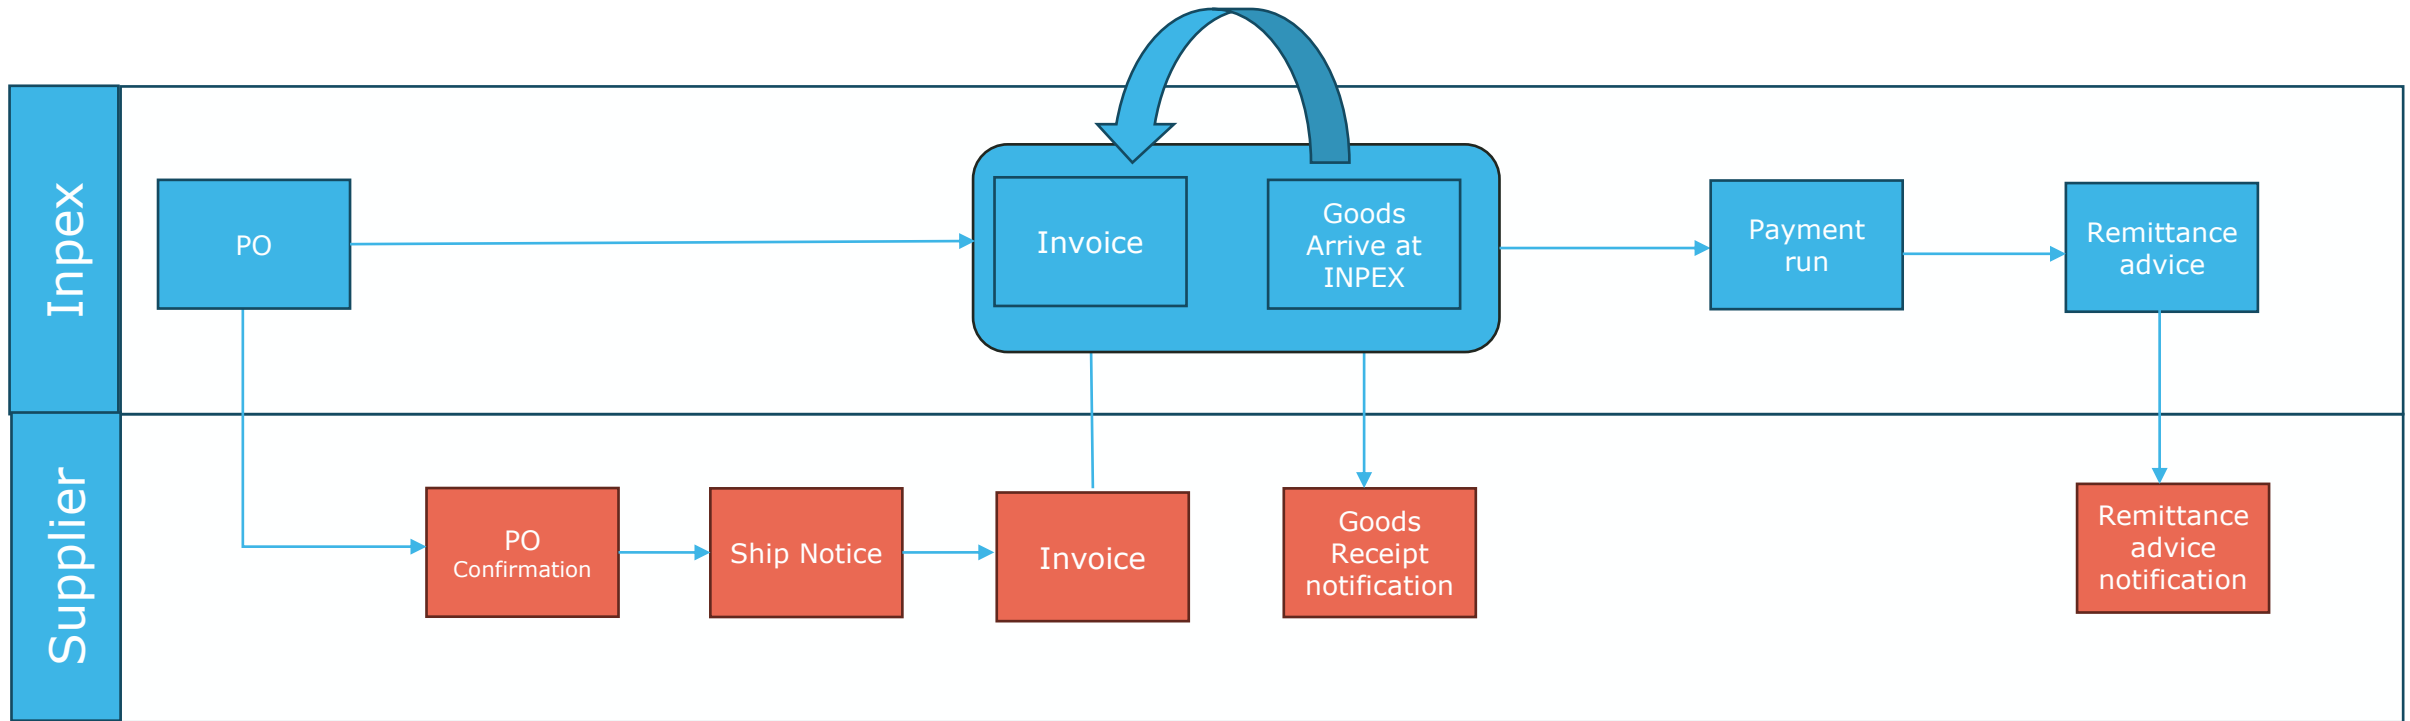 Inpex
PO
Invoice
Goods
Arrive at
INPEX
Payment
run
Remittance
advice
Supplier
PO
Confirmation
Ship Notice
Invoice
Goods
Receipt
notification
Remittance
advice
notification